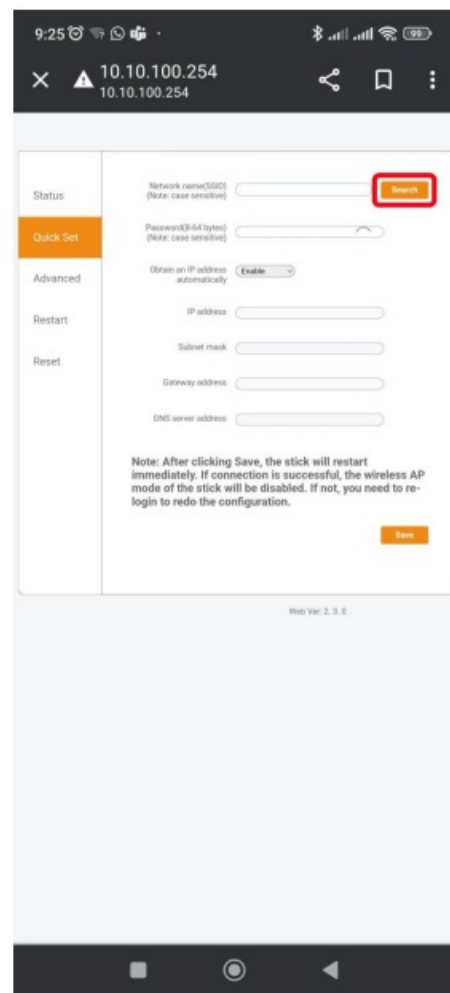 9:25
99
10.10.100.254
10.10.100.254
Status
Quick Set
Advanced
Restart
Reset
Network name(SSID)
(Note: case sensitive)
Search
Password(8-64 bytes)
(Note: case sensitive)
Obtain an IP address
automatically
Enable
IP address
Subnet mask
Gateway address
DNS server address
Note: After clicking Save, the stick will restart
immediately. If connection is successful, the wireless AP
mode of the stick will be disabled. If not, you need to re-
login to redo the configuration.
Save
Web Ver: 2. 3. 0